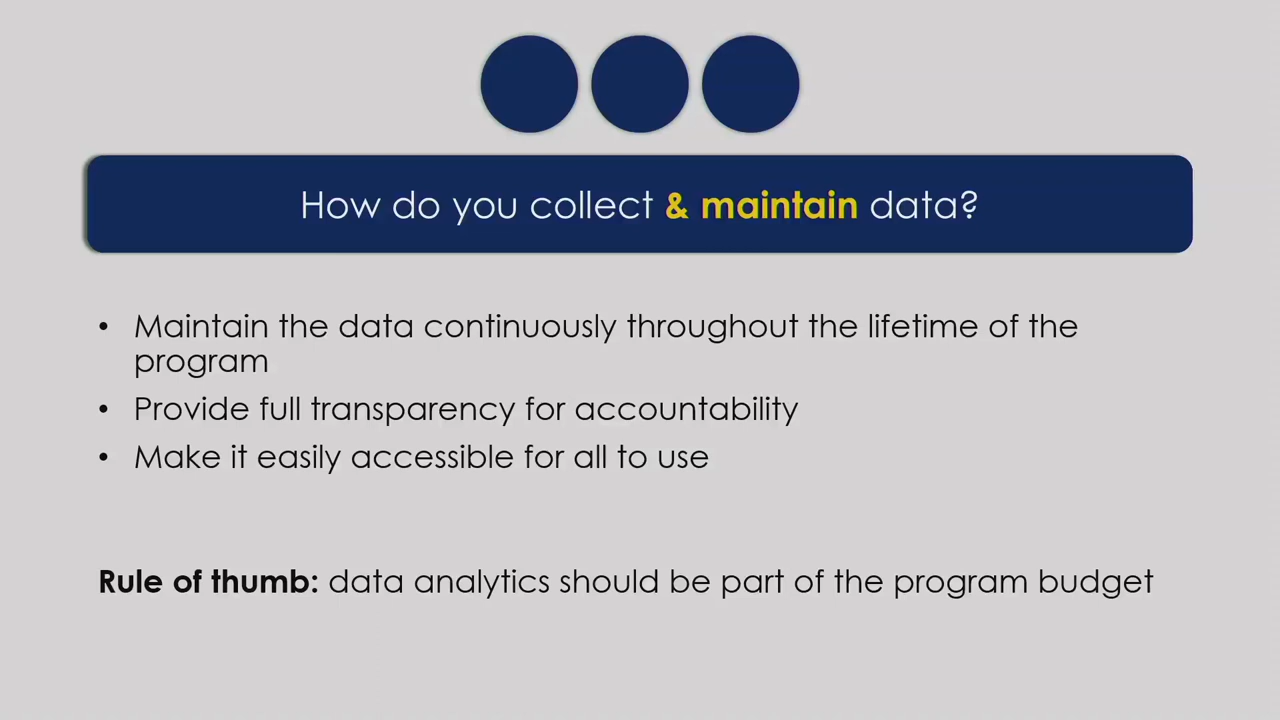 How do you collect & maintain data?
• Maintain the data continuously throughout the lifetime of the
program
• Provide full transparency for accountability
• Make it easily accessible for all to use
Rule of thumb: data analytics should be part of the program budget